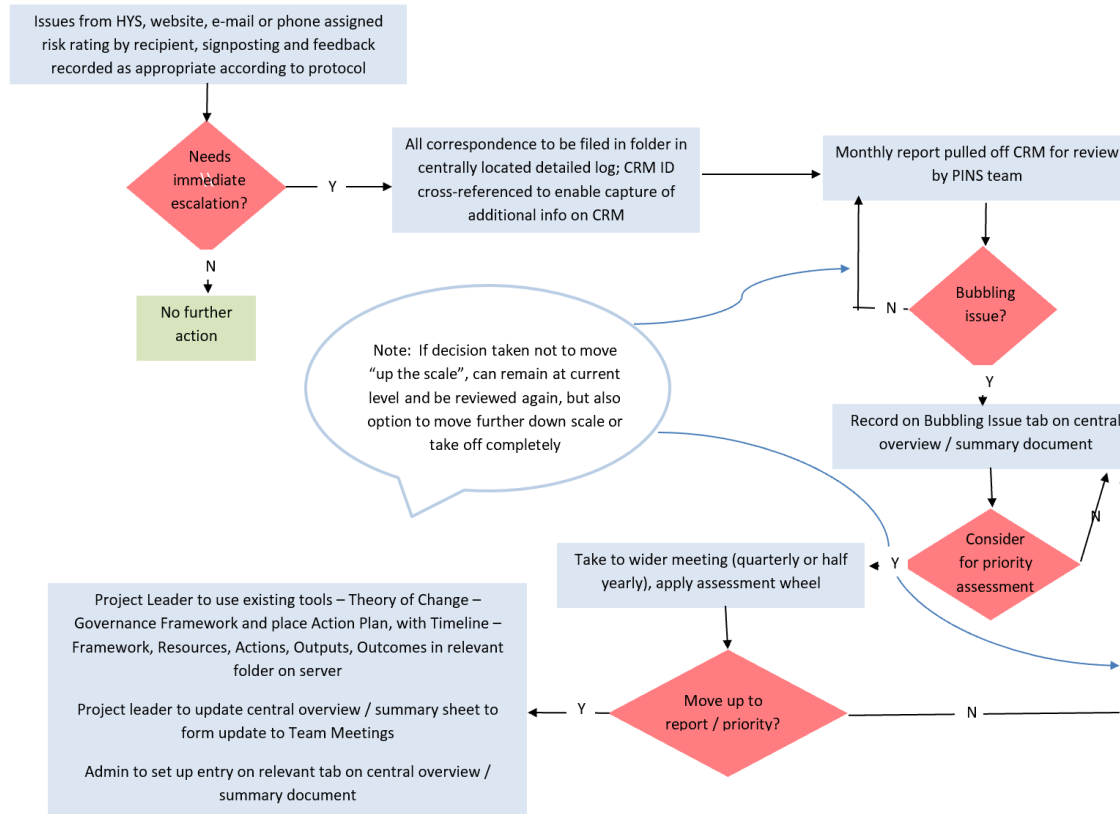 Issues from HYS, website, e-mail or phone assigned
risk rating by recipient, signposting and feedback
recorded as appropriate according to protocol
Needs
immediate
escalation?
Y
All correspondence to be filed in folder in
centrally located detailed log; CRM ID
cross-referenced to enable capture of
additional info on CRM
Monthly report pulled off CRM for review
by PINS team
N
No further
action
Bubbling
issue?
N
Y
Note: If decision taken not to move
“up the scale”, can remain at current
level and be reviewed again, but also
option to move further down scale or
take off completely
Record on Bubbling Issue tab on central
overview / summary document
N
Consider
for priority
assessment
Y
Take to wider meeting (quarterly or half
yearly), apply assessment wheel
Move up to
report / priority?
N
Y
Project Leader to use existing tools – Theory of Change –
Governance Framework and place Action Plan, with Timeline –
Framework, Resources, Actions, Outputs, Outcomes in relevant
folder on server
Project leader to update central overview / summary sheet to
form update to Team Meetings
Admin to set up entry on relevant tab on central overview /
summary document